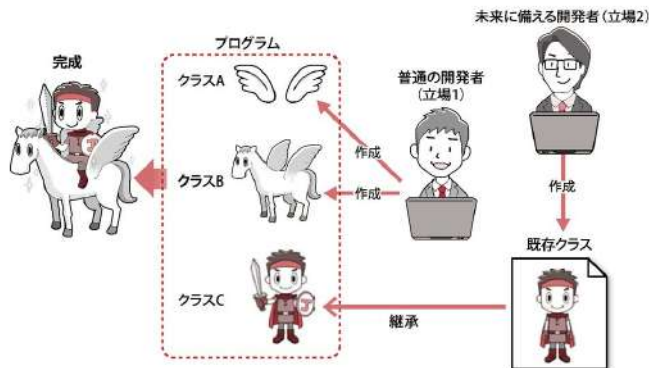 未来に備える開発者（立場2）
プログラム
完成
クラスA
普通の開発者
（立場1）
作成
クラスB
作成
作成
既存クラス
クラスC
継承
J
J